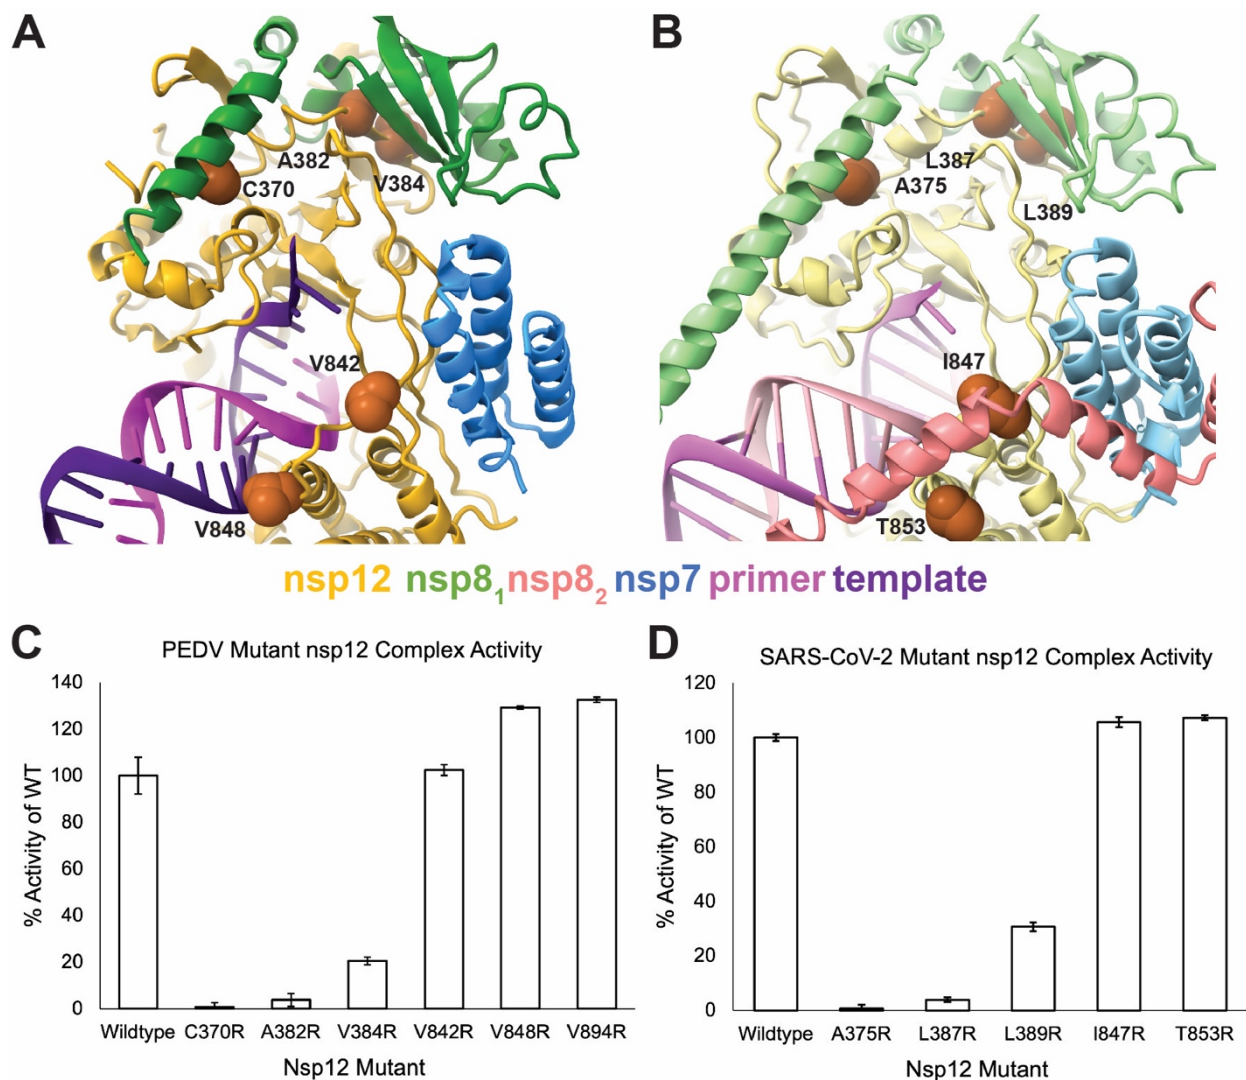 A
A382
C370
V384
V842
V848
B
L387
A375
L389
I847
T853
nsp12 nsp8₁ nsp8₂ nsp7 primer template
C
PEDV Mutant nsp12 Complex Activity
% Activity of WT
140
120
100
80
60
40
20
0
Wildtype C370R A382R V384R V842R V848R V894R
Nsp12 Mutant
D
SARS-CoV-2 Mutant nsp12 Complex Activity
% Activity of WT
120
100
80
60
40
20
0
Wildtype A375R L387R L389R I847R T853R
Nsp12 Mutant